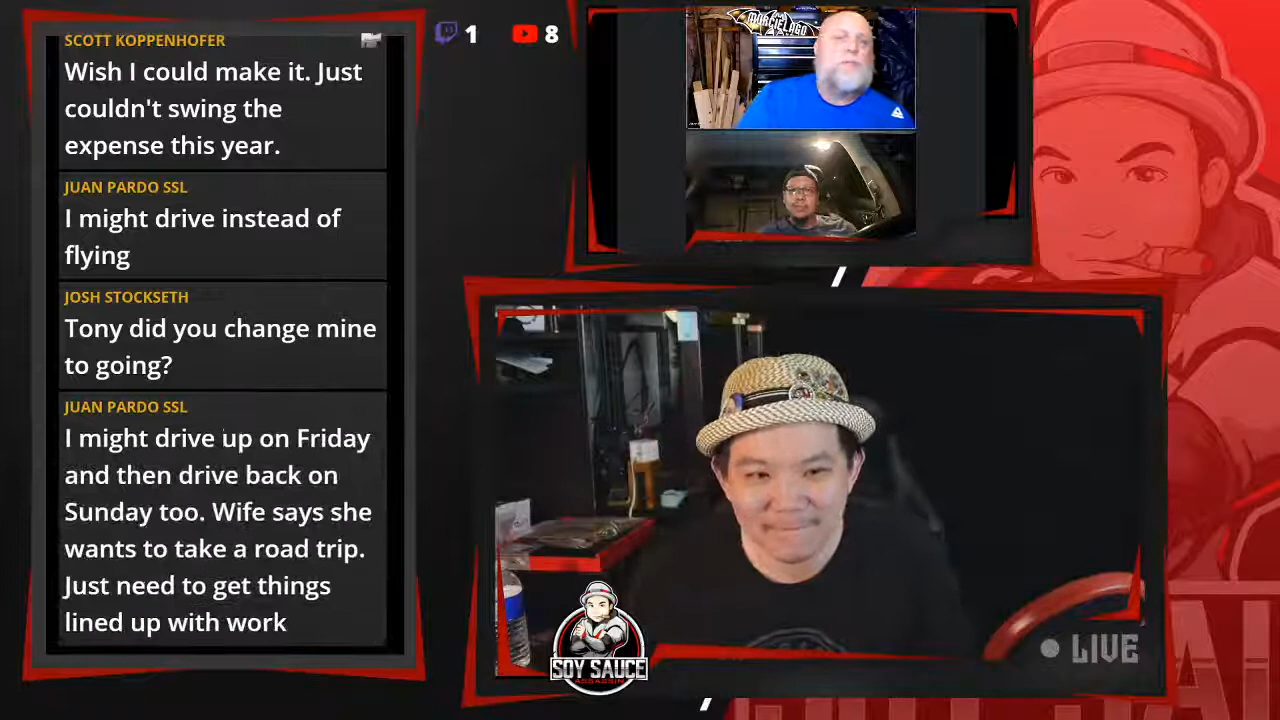 SCOTT KOPPENHOFER
Wish I could make it. Just
couldn't swing the
expense this year.
JUAN PARDO SSL
I might drive instead of
flying
JOSH STOCKSETH
Tony did you change mine
to going?
JUAN PARDO SSL
I might drive up on Friday
and then drive back on
Sunday too. Wife says she
wants to take a road trip.
Just need to get things
lined up with work
1
8
MURCIELAGO
SOY SAUCE
ASSASSIN
LIVE